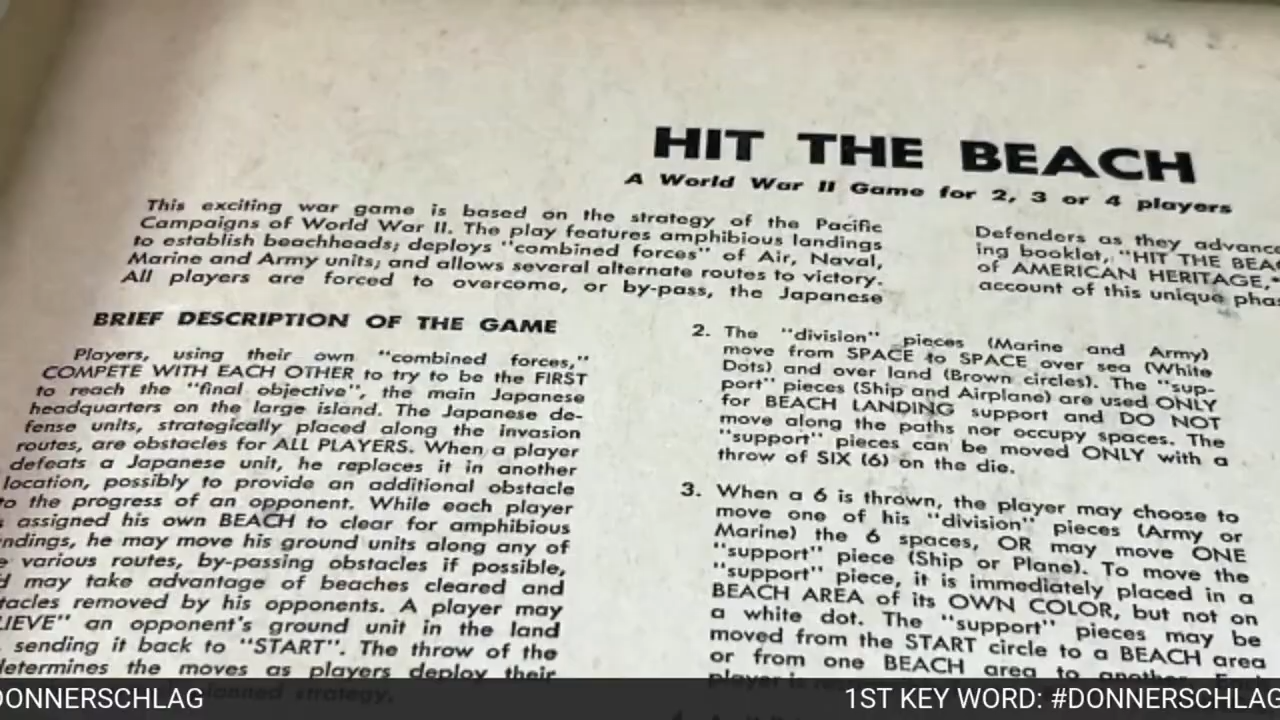 HIT THE BEACH
A World War II Game for 2, 3 or 4 players
This exciting war game is based on the strategy of the Pacific
Campaigns of World War II. The play features amphibious landings
to establish beachheads; deploys "combined forces" of Air, Naval,
Marine and Army units; and allows several alternate routes to victory.
All players are forced to overcome, or by-pass, the Japanese
Defenders as they advanc
ing booklet, "HIT THE BEA
of AMERICAN HERITAGE,
account of this unique phas
BRIEF DESCRIPTION OF THE GAME
Players, using their own "combined forces,"
COMPETE WITH EACH OTHER to try to be the FIRST
to reach the "final objective", the main Japanese
headquarters on the large island. The Japanese de-
fense units, strategically placed along the invasion
routes, are obstacles for ALL PLAYERS. When a player
defeats a Japanese unit, he replaces it in another
location, possibly to provide an additional obstacle
to the progress of an opponent. While each player
s assigned his own BEACH to clear for amphibious
ndings, he may move his ground units along any of
e various routes, by-passing obstacles if possible,
d may take advantage of beaches cleared and
tacles removed by his opponents. A player may
LIEVE" an opponent's ground unit in the land
sending it back to "START". The throw of the
determines the moves as players deploy their
planned strategy.
2. The "division" pieces (Marine and Army)
move from SPACE to SPACE over sea (White
Dots) and over land (Brown circles). The "sup-
port" pieces (Ship and Airplane) are used ONLY
for BEACH LANDING support and DO NOT
move along the paths nor occupy spaces. The
"support" pieces can be moved ONLY with a
throw of SIX (6) on the die.
3. When a 6 is thrown, the player may choose to
move one of his "division" pieces (Army or
Marine) the 6 spaces, OR may move ONE
"support" piece (Ship or Plane). To move the
"support" piece, it is immediately placed in a
BEACH AREA of its OWN COLOR, but not on
a white dot. The "support" pieces may be
moved from the START circle to a BEACH area
or from one BEACH area to another.
player is
DONNERSCHLAG
1ST KEY WORD: #DONNERSCHLAG